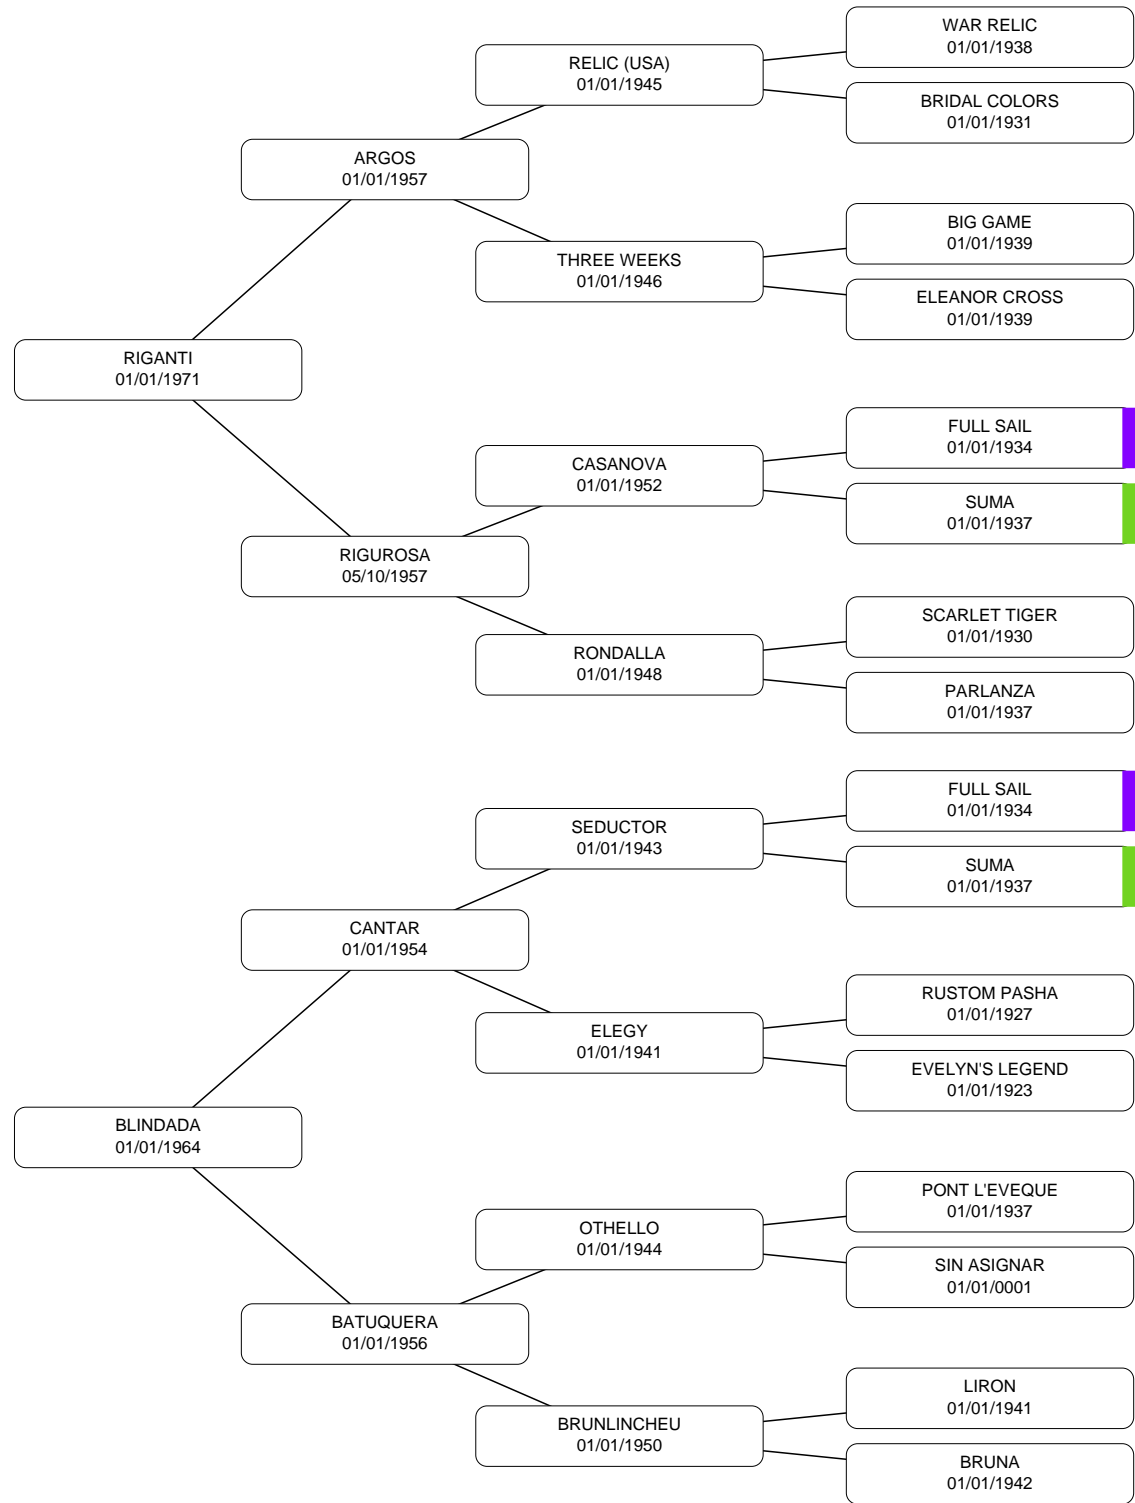 WAR RELIC
01/01/1938
RELIC (USA)
01/01/1945
BRIDAL COLORS
01/01/1931
ARGOS
01/01/1957
BIG GAME
01/01/1939
THREE WEEKS
01/01/1946
ELEANOR CROSS
01/01/1939
RIGANTI
01/01/1971
FULL SAIL
01/01/1934
CASANOVA
01/01/1952
SUMA
01/01/1937
RIGUROSA
05/10/1957
SCARLET TIGER
01/01/1930
RONDALLA
01/01/1948
PARLANZA
01/01/1937
FULL SAIL
01/01/1934
SEDUCTOR
01/01/1943
SUMA
01/01/1937
CANTAR
01/01/1954
RUSTOM PASHA
01/01/1927
ELEGY
01/01/1941
EVELYN'S LEGEND
01/01/1923
BLINDADA
01/01/1964
PONT L'EVEQUE
01/01/1937
OTHELLO
01/01/1944
SIN ASIGNAR
01/01/0001
BATUQUERA
01/01/1956
LIRON
01/01/1941
BRUNLINCHEU
01/01/1950
BRUNA
01/01/1942